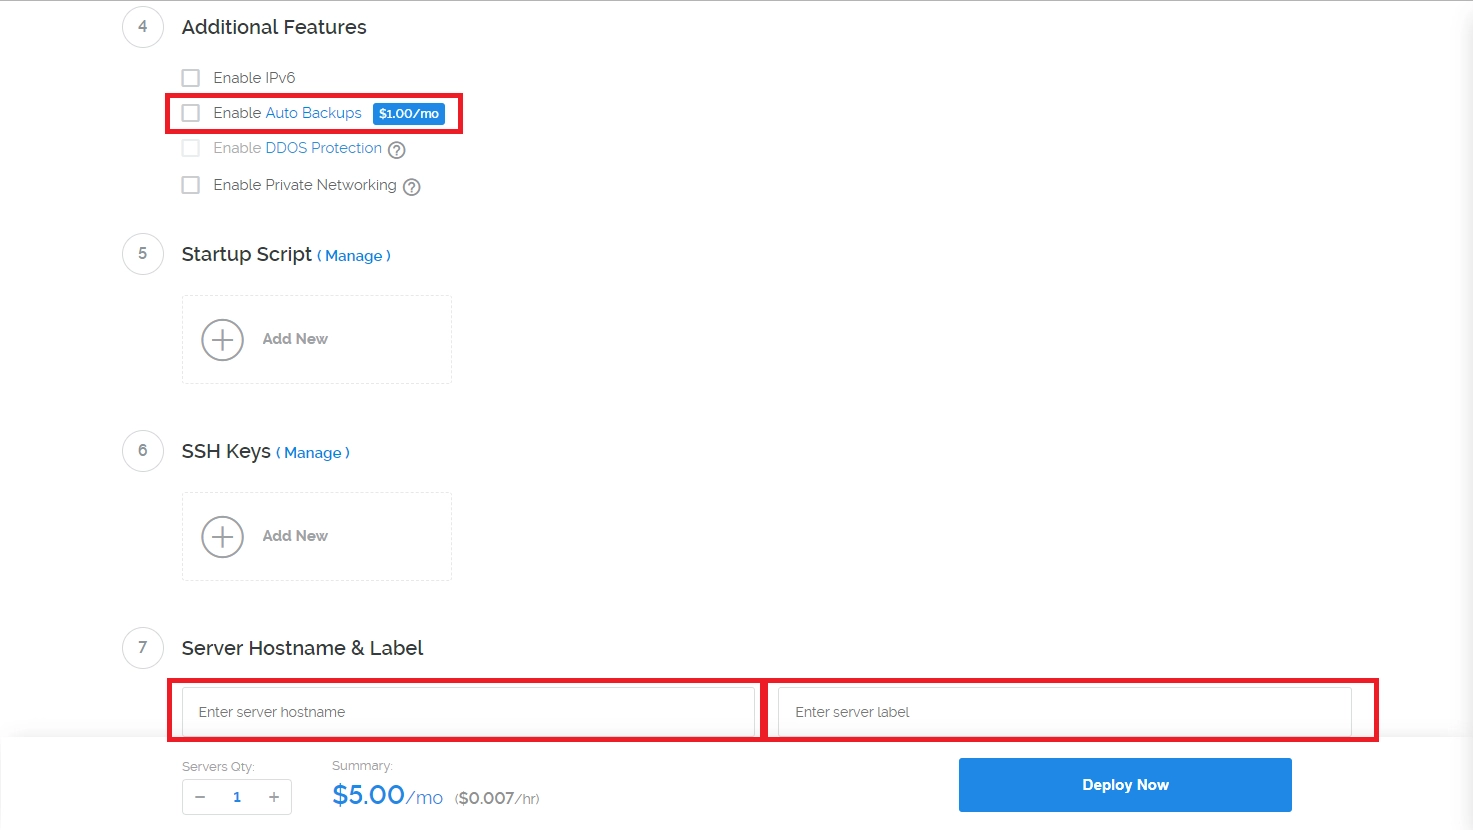 4 Additional Features
Enable IPv6
Enable Auto Backups $1.00/mo
Enable DDOS Protection ?
Enable Private Networking ?
5 Startup Script ( Manage )
Add New
6 SSH Keys ( Manage )
Add New
7 Server Hostname & Label
Enter server hostname Enter server label
Servers Qty: Summary:
− 1 + $5.00/mo ($0.007/hr) Deploy Now